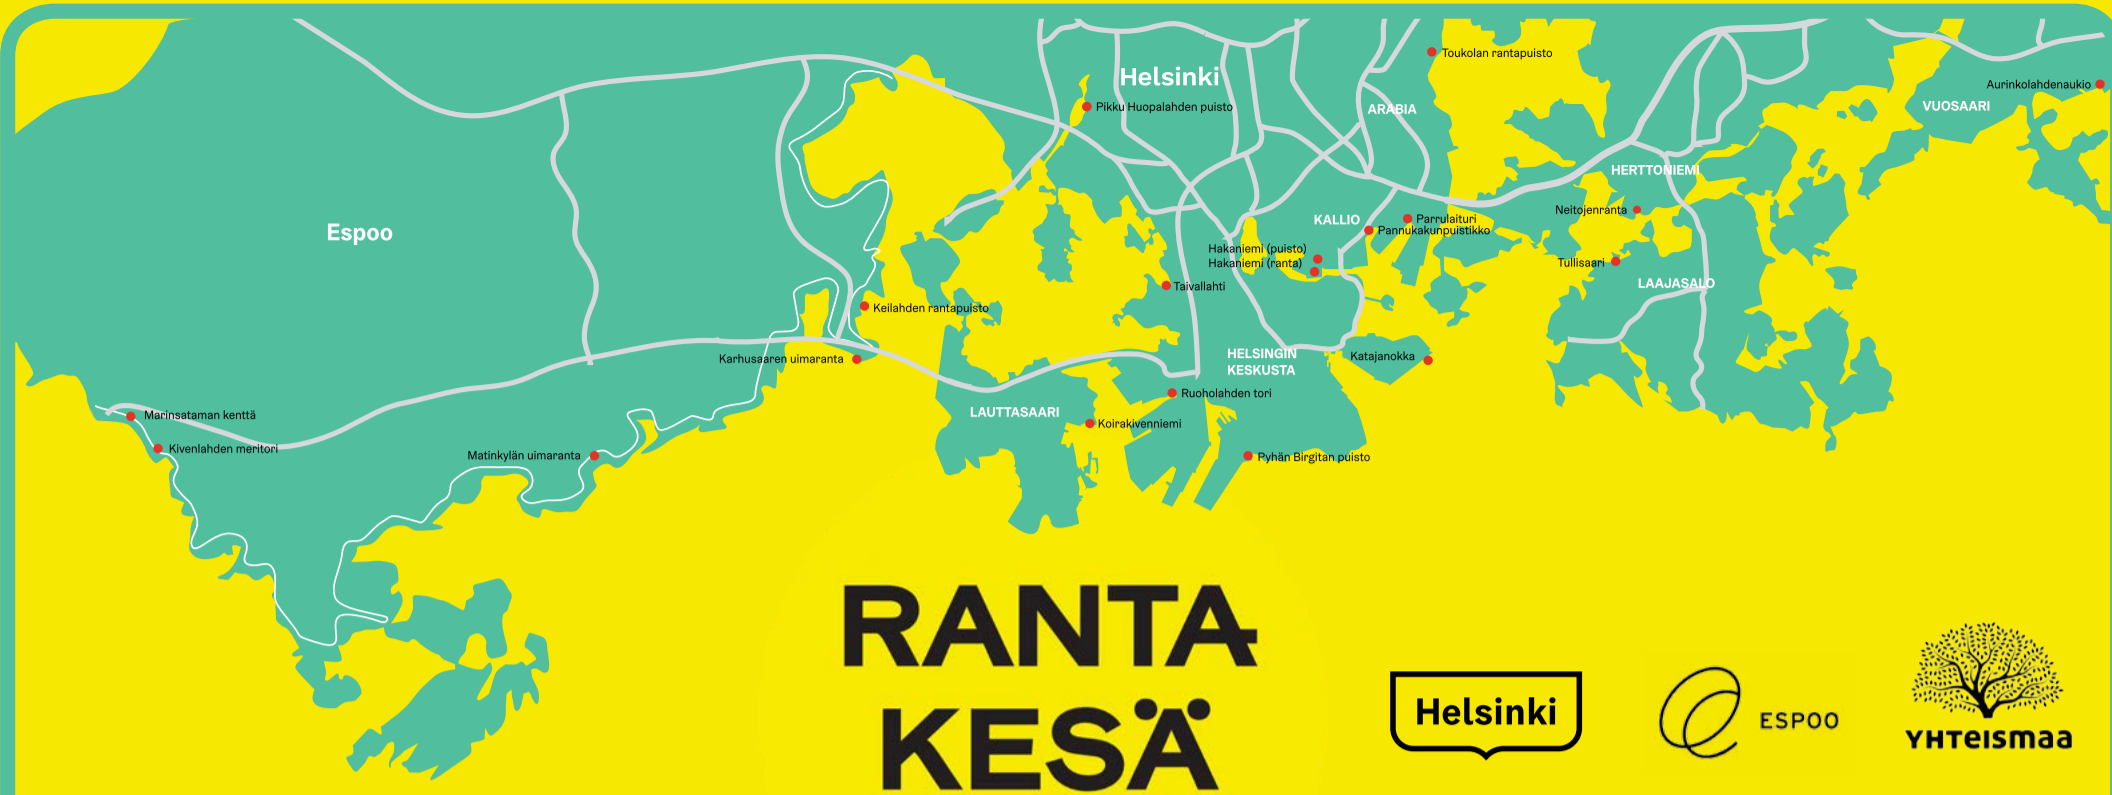 Toukolan rantapuisto
Helsinki
Aurinkolahdenaukio
Pikku Huopalahden puisto
ARABIA
VUOSAARI
HERTTONIEMI
Neitojenranta
Espoo
KALLIO
Parrulaituri
Pannukakunpuistikko
Hakaniemi (puisto)
Hakaniemi (ranta)
Tullisaari
Taivallahti
LAAJASALO
Keilahden rantapuisto
Karhusaaren uimaranta
HELSINGIN
KESKUSTA
Katajanokka
Ruoholahden tori
Marinsataman kenttä
LAUTTASAARI
Koirakivenniemi
Kivenlahden meritori
Matinkylän uimaranta
Pyhän Birgitan puisto
RANTA
KESÄ
Helsinki
ESPOO
YHTEISMAA